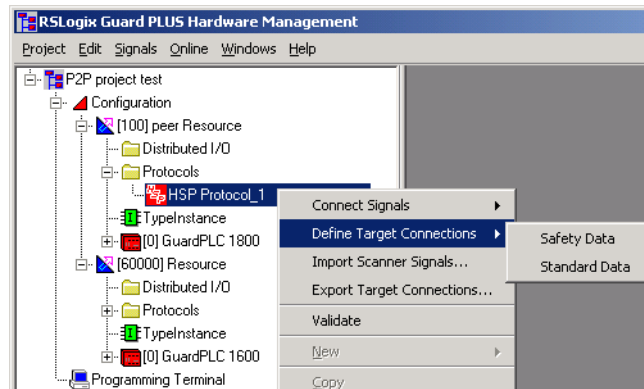 RSLogix Guard PLUS Hardware Management
Project Edit Signals Online Windows Help
P2P project test
Configuration
[100] peer Resource
Distributed I/O
Protocols
HSP Protocol_1
TypeInstance
[0] GuardPLC 1800
[60000] Resource
Distributed I/O
Protocols
TypeInstance
[0] GuardPLC 1600
Programming Terminal
Connect Signals
Define Target Connections
Import Scanner Signals...
Export Target Connections...
Validate
New
Copy
Safety Data
Standard Data